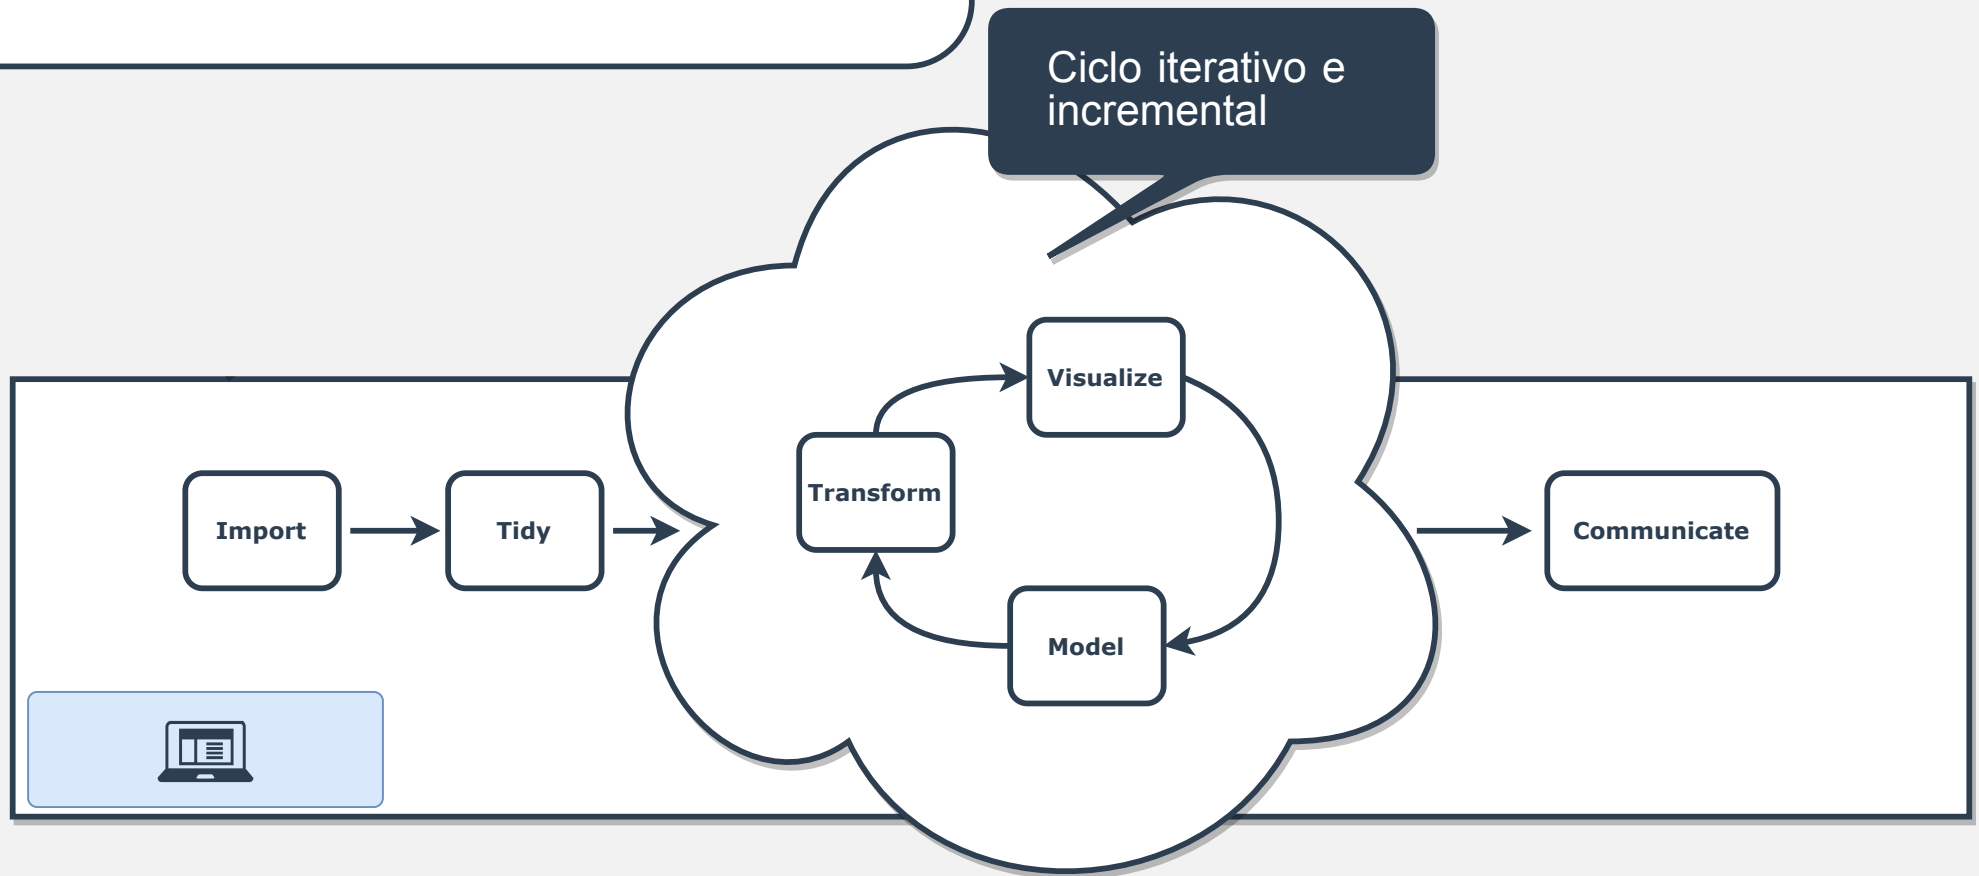 Ciclo iterativo e
incremental
Visualize
Transform
Import
Tidy
Communicate
Model